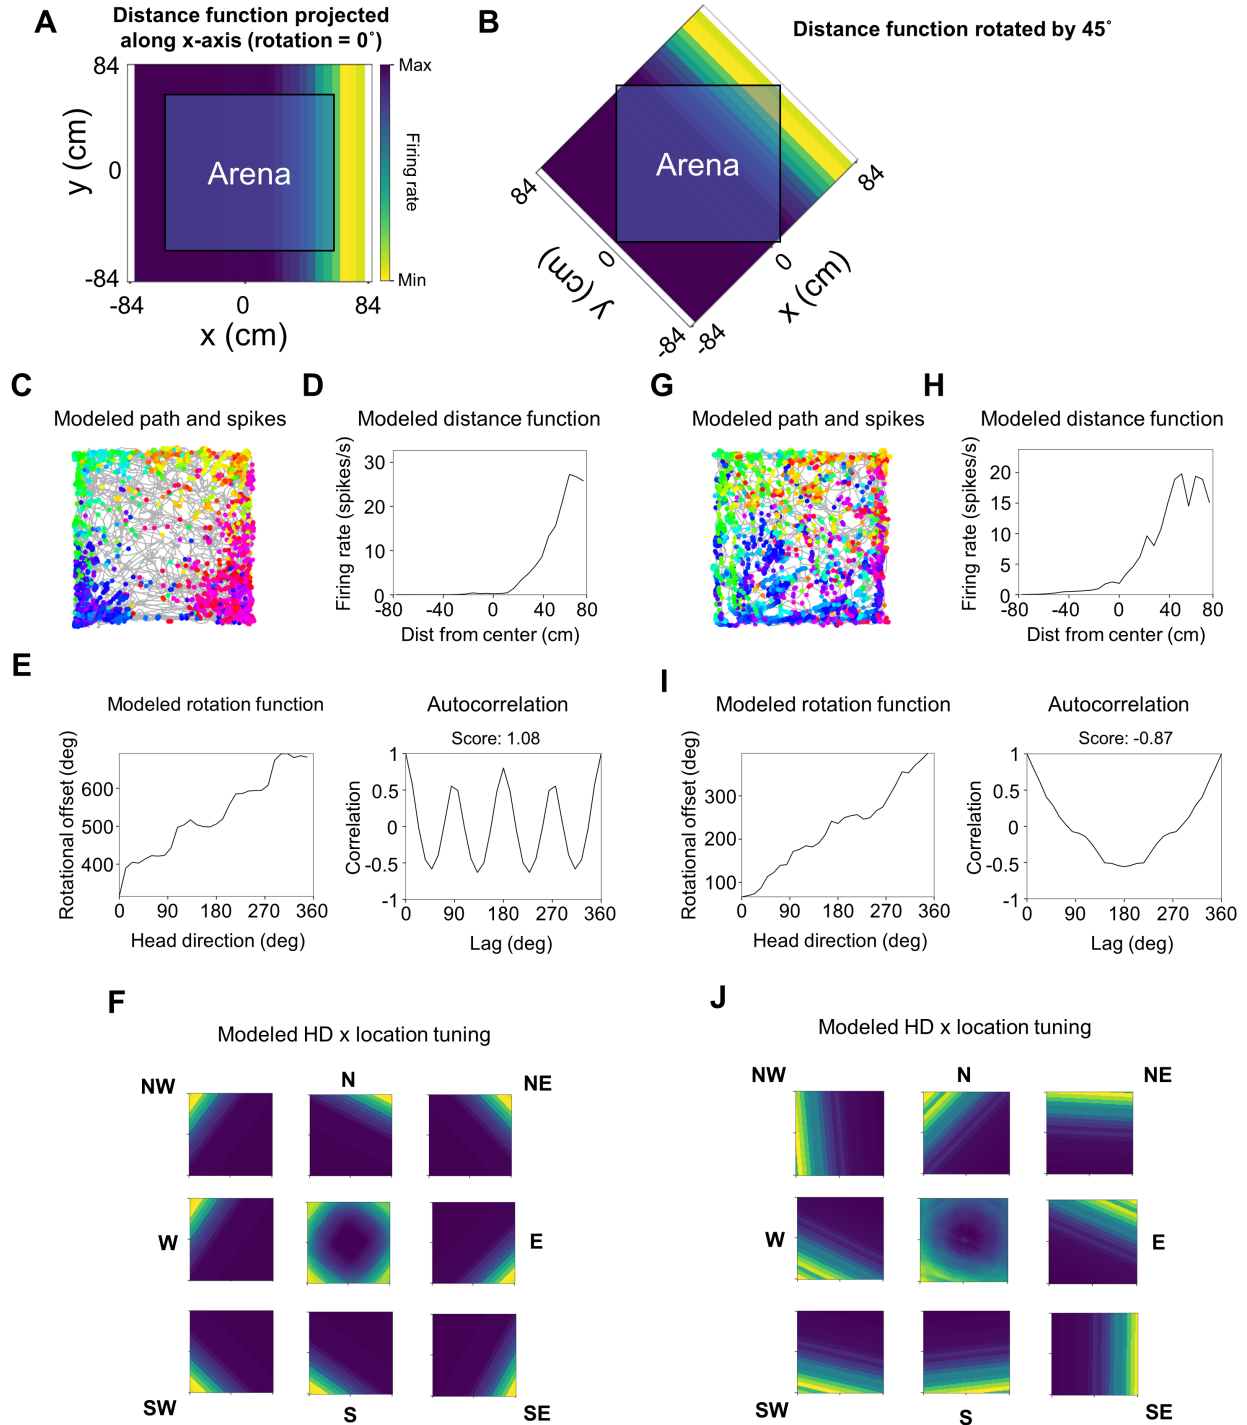 A
Distance function projected
along x-axis (rotation = 0˚)
84
0
-84
y (cm)
Arena
-84
0
84
x (cm)
Max
Firing rate
Min
B
Distance function rotated by 45˚
Arena
84
0
-84
y (cm)
-84
0
84
x (cm)
C
Modeled path and spikes
D
Modeled distance function
Firing rate (spikes/s)
30
20
10
0
-80
-40
0
40
80
Dist from center (cm)
G
Modeled path and spikes
H
Modeled distance function
Firing rate (spikes/s)
20
15
10
5
0
-80
-40
0
40
80
Dist from center (cm)
E
Modeled rotation function
Rotational offset (deg)
600
500
400
0
90
180
270
360
Head direction (deg)
Autocorrelation
Score: 1.08
Correlation
1
0.5
0
-0.5
-1
0
90
180
270
360
Lag (deg)
I
Modeled rotation function
Rotational offset (deg)
300
200
100
0
90
180
270
360
Head direction (deg)
Autocorrelation
Score: -0.87
Correlation
1
0.5
0
-0.5
-1
0
90
180
270
360
Lag (deg)
F
Modeled HD x location tuning
NW
N
NE
W
E
SW
S
SE
J
Modeled HD x location tuning
NW
N
NE
W
E
SW
S
SE